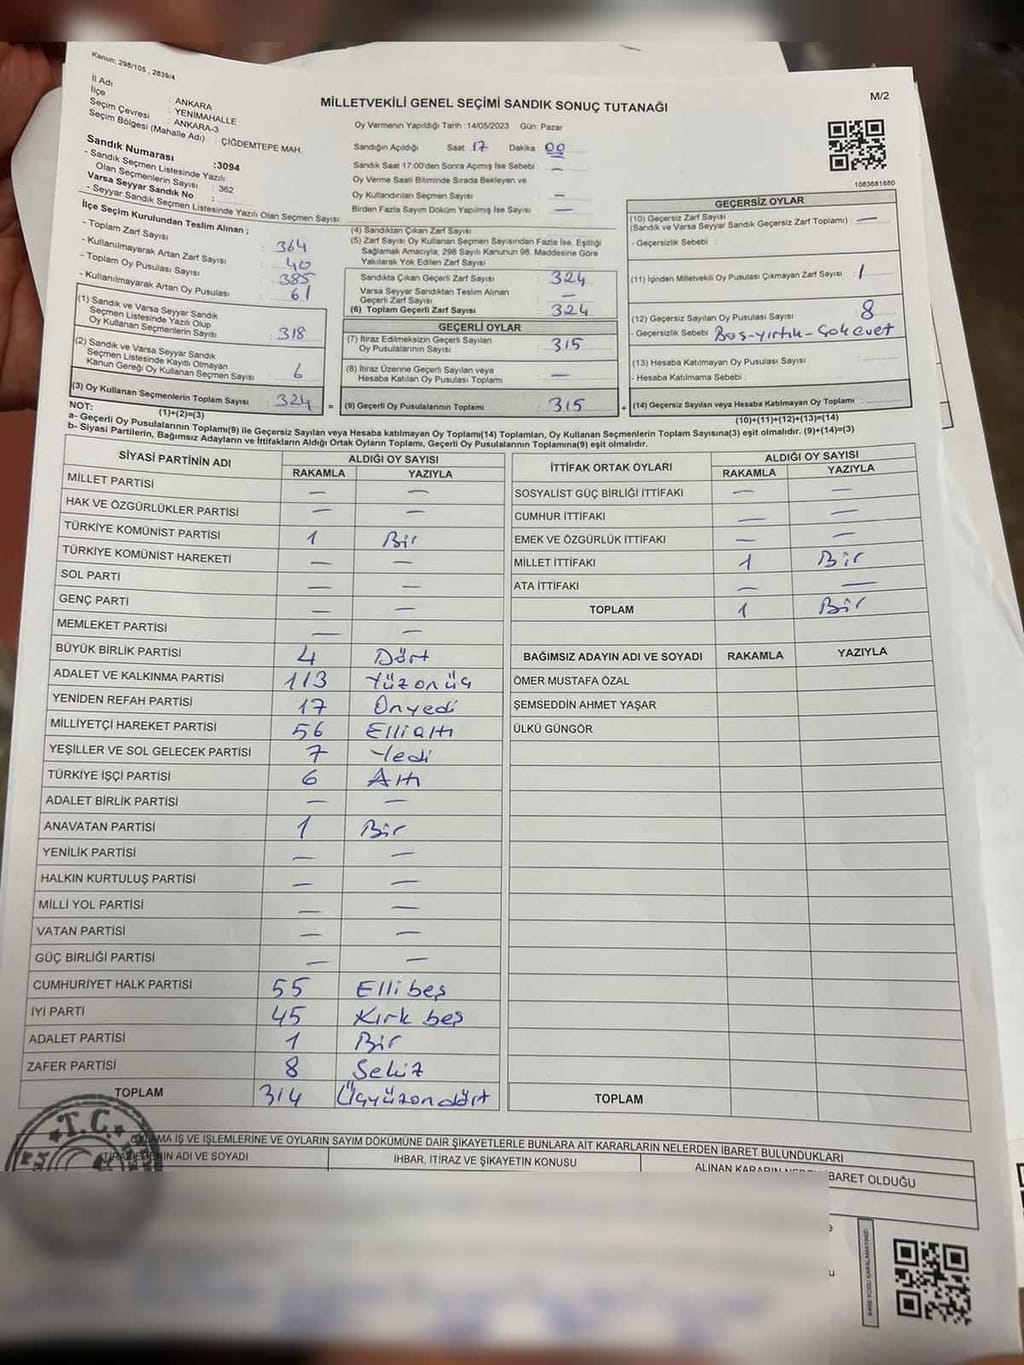 Kanun; 298/105 , 2839/4
M/2
MİLLETVEKİLİ GENEL SEÇİMİ SANDIK SONUÇ TUTANAĞI
İl Adı : ANKARA
İlçe : YENİMAHALLE
Seçim Çevresi : ANKARA-3
Seçim Bölgesi (Mahalle Adı) : ÇİĞDEMTEPE MAH.
Sandık Numarası :3094
- Sandık Seçmen Listesinde Yazılı
Olan Seçmenlerin Sayısı : 362
Varsa Seyyar Sandık No :
- Seyyar Sandık Seçmen Listesinde Yazılı Olan Seçmen Sayısı
İlçe Seçim Kurulundan Teslim Alınan ;
- Toplam Zarf Sayısı : 364
- Kullanılmayarak Artan Zarf Sayısı : 40
- Toplam Oy Pusulası Sayısı : 385
- Kullanılmayarak Artan Oy Pusulası : 61
(1) Sandık ve Varsa Seyyar Sandık
Seçmen Listesinde Yazılı Olup
Oy Kullanan Seçmenlerin Sayısı : 318
(2) Sandık ve Varsa Seyyar Sandık
Seçmen Listesinde Kayıtlı Olmayan
Kanun Gereği Oy Kullanan Seçmen Sayısı : 6
(3) Oy Kullanan Seçmenlerin Toplam Sayısı : 324 =
(1)+(2)=(3)
Oy Vermenin Yapıldığı Tarih :14/05/2023 Gün: Pazar
Sandığın Açıldığı Saat 17 Dakika : 00
Sandık Saat 17.00'den Sonra Açmış İse Sebebi : —
Oy Verme Saati Bitiminde Sırada Bekleyen ve
Oy Kullandırılan Seçmen Sayısı —
Birden Fazla Sayım Döküm Yapılmış İse Sayısı —
(4) Sandıktan Çıkan Zarf Sayısı
(5) Zarf Sayısı Oy Kullanan Seçmen Sayısından Fazla İse, Eşitliği
Sağlamak Amacıyla; 298 Sayılı Kanunun 98. Maddesine Göre
Yakılarak Yok Edilen Zarf Sayısı
Sandıkta Çıkan Geçerli Zarf Sayısı : 324
Varsa Seyyar Sandıktan Teslim Alınan
Geçerli Zarf Sayısı : —
(6) Toplam Geçerli Zarf Sayısı : 324
GEÇERLİ OYLAR
(7) İtiraz Edilmeksizin Geçerli Sayılan
Oy Pusulalarının Sayısı : 315
(8) İtiraz Üzerine Geçerli Sayılan veya
Hesaba Katılan Oy Pusulası Toplamı : —
(9) Geçerli Oy Pusulalarının Toplamı : 315 +
1083681880
GEÇERSİZ OYLAR
(10) Geçersiz Zarf Sayısı
(Sandık ve Varsa Seyyar Sandık Geçersiz Zarf Toplamı) : —
- Geçersizlik Sebebi :
(11) İçinden Milletvekili Oy Pusulası Çıkmayan Zarf Sayısı : 1
(12) Geçersiz Sayılan Oy Pusulası Sayısı : 8
- Geçersizlik Sebebi : Boş-yırtık-Çok evet
(13) Hesaba Katılmayan Oy Pusulası Sayısı :
- Hesaba Katılmama Sebebi :
(14) Geçersiz Sayılan veya Hesaba Katılmayan Oy Toplamı :
(10)+(11)+(12)+(13)=(14)
NOT:
a- Geçerli Oy Pusulalarının Toplamı(9) ile Geçersiz Sayılan veya Hesaba katılmayan Oy Toplamı(14) Toplamları, Oy Kullanan Seçmenlerin Toplam Sayısına(3) eşit olmalıdır. (9)+(14)=(3)
b- Siyasi Partilerin, Bağımsız Adayların ve İttifakların Aldığı Ortak Oyların Toplamı, Geçerli Oy Pusulalarının Toplamına(9) eşit olmalıdır.
SİYASİ PARTİNİN ADI ALDIĞI OY SAYISI
RAKAMLA YAZIYLA
MİLLET PARTİSİ — —
HAK VE ÖZGÜRLÜKLER PARTİSİ — —
TÜRKİYE KOMÜNİST PARTİSİ 1 Bir
TÜRKİYE KOMÜNİST HAREKETİ — —
SOL PARTİ — —
GENÇ PARTİ — —
MEMLEKET PARTİSİ — —
BÜYÜK BİRLİK PARTİSİ 4 Dört
ADALET VE KALKINMA PARTİSİ 113 Yüzonüç
YENİDEN REFAH PARTİSİ 17 Onyedi
MİLLİYETÇİ HAREKET PARTİSİ 56 Ellialtı
YEŞİLLER VE SOL GELECEK PARTİSİ 7 Yedi
TÜRKİYE İŞÇİ PARTİSİ 6 Altı
ADALET BİRLİK PARTİSİ — —
ANAVATAN PARTİSİ 1 Bir
YENİLİK PARTİSİ — —
HALKIN KURTULUŞ PARTİSİ — —
MİLLİ YOL PARTİSİ — —
VATAN PARTİSİ — —
GÜÇ BİRLİĞİ PARTİSİ — —
CUMHURİYET HALK PARTİSİ 55 Elli beş
İYİ PARTİ 45 Kırk beş
ADALET PARTİSİ 1 Bir
ZAFER PARTİSİ 8 Sekiz
TOPLAM 314 Üçyüzondört
İTTİFAK ORTAK OYLARI ALDIĞI OY SAYISI
RAKAMLA YAZIYLA
SOSYALİST GÜÇ BİRLİĞİ İTTİFAKI — —
CUMHUR İTTİFAKI — —
EMEK VE ÖZGÜRLÜK İTTİFAKI — —
MİLLET İTTİFAKI 1 Bir
ATA İTTİFAKI — —
TOPLAM 1 Bir
BAĞIMSIZ ADAYIN ADI VE SOYADI RAKAMLA YAZIYLA
ÖMER MUSTAFA ÖZAL
ŞEMSEDDİN AHMET YAŞAR
ÜLKÜ GÜNGÖR
TOPLAM
T.C.
OYLAMA İŞ VE İŞLEMLERİNE VE OYLARIN SAYIM DÖKÜMÜNE DAİR ŞİKAYETLERLE BUNLARA AİT KARARLARIN NELERDEN İBARET BULUNDUKLARI
İTİRAZ EDENİN ADI VE SOYADI İHBAR, İTİRAZ VE ŞİKAYETİN KONUSU ALINAN KARARIN NEDEN İBARET OLDUĞU